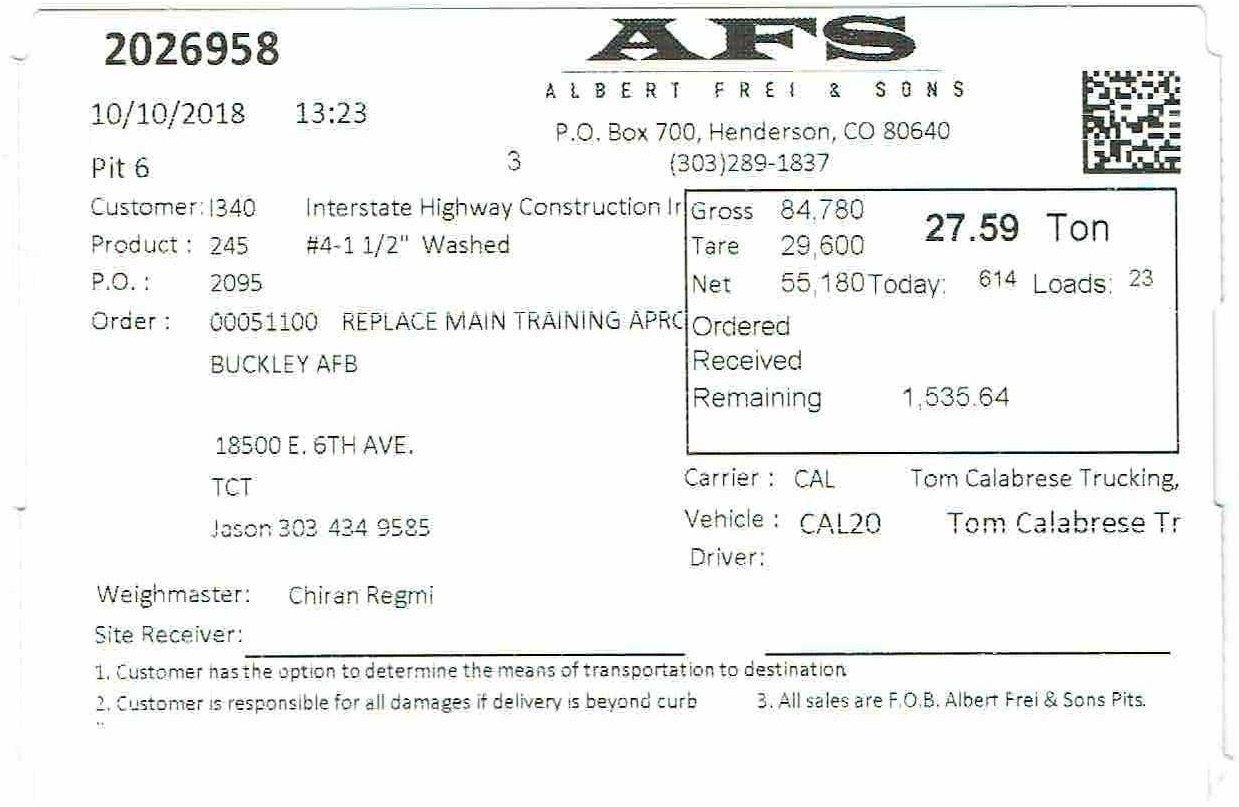 2026958
AFS
ALBERT FREI & SONS
10/10/2018 13:23
P.O. Box 700, Henderson, CO 80640
Pit 6 3 (303)289-1837
Customer: I340 Interstate Highway Construction Ir
Product : 245 #4-1 1/2" Washed
P.O. : 2095
Order : 00051100 REPLACE MAIN TRAINING APRC
BUCKLEY AFB
18500 E. 6TH AVE.
TCT
Jason 303 434 9585
Gross 84,780 27.59 Ton
Tare 29,600
Net 55,180 Today: 614 Loads: 23
Ordered
Received
Remaining 1,535.64
Carrier : CAL Tom Calabrese Trucking,
Vehicle : CAL20 Tom Calabrese Tr
Driver:
Weighmaster: Chiran Regmi
Site Receiver:
1. Customer has the option to determine the means of transportation to destination
2. Customer is responsible for all damages if delivery is beyond curb 3. All sales are F.O.B. Albert Frei & Sons Pits.